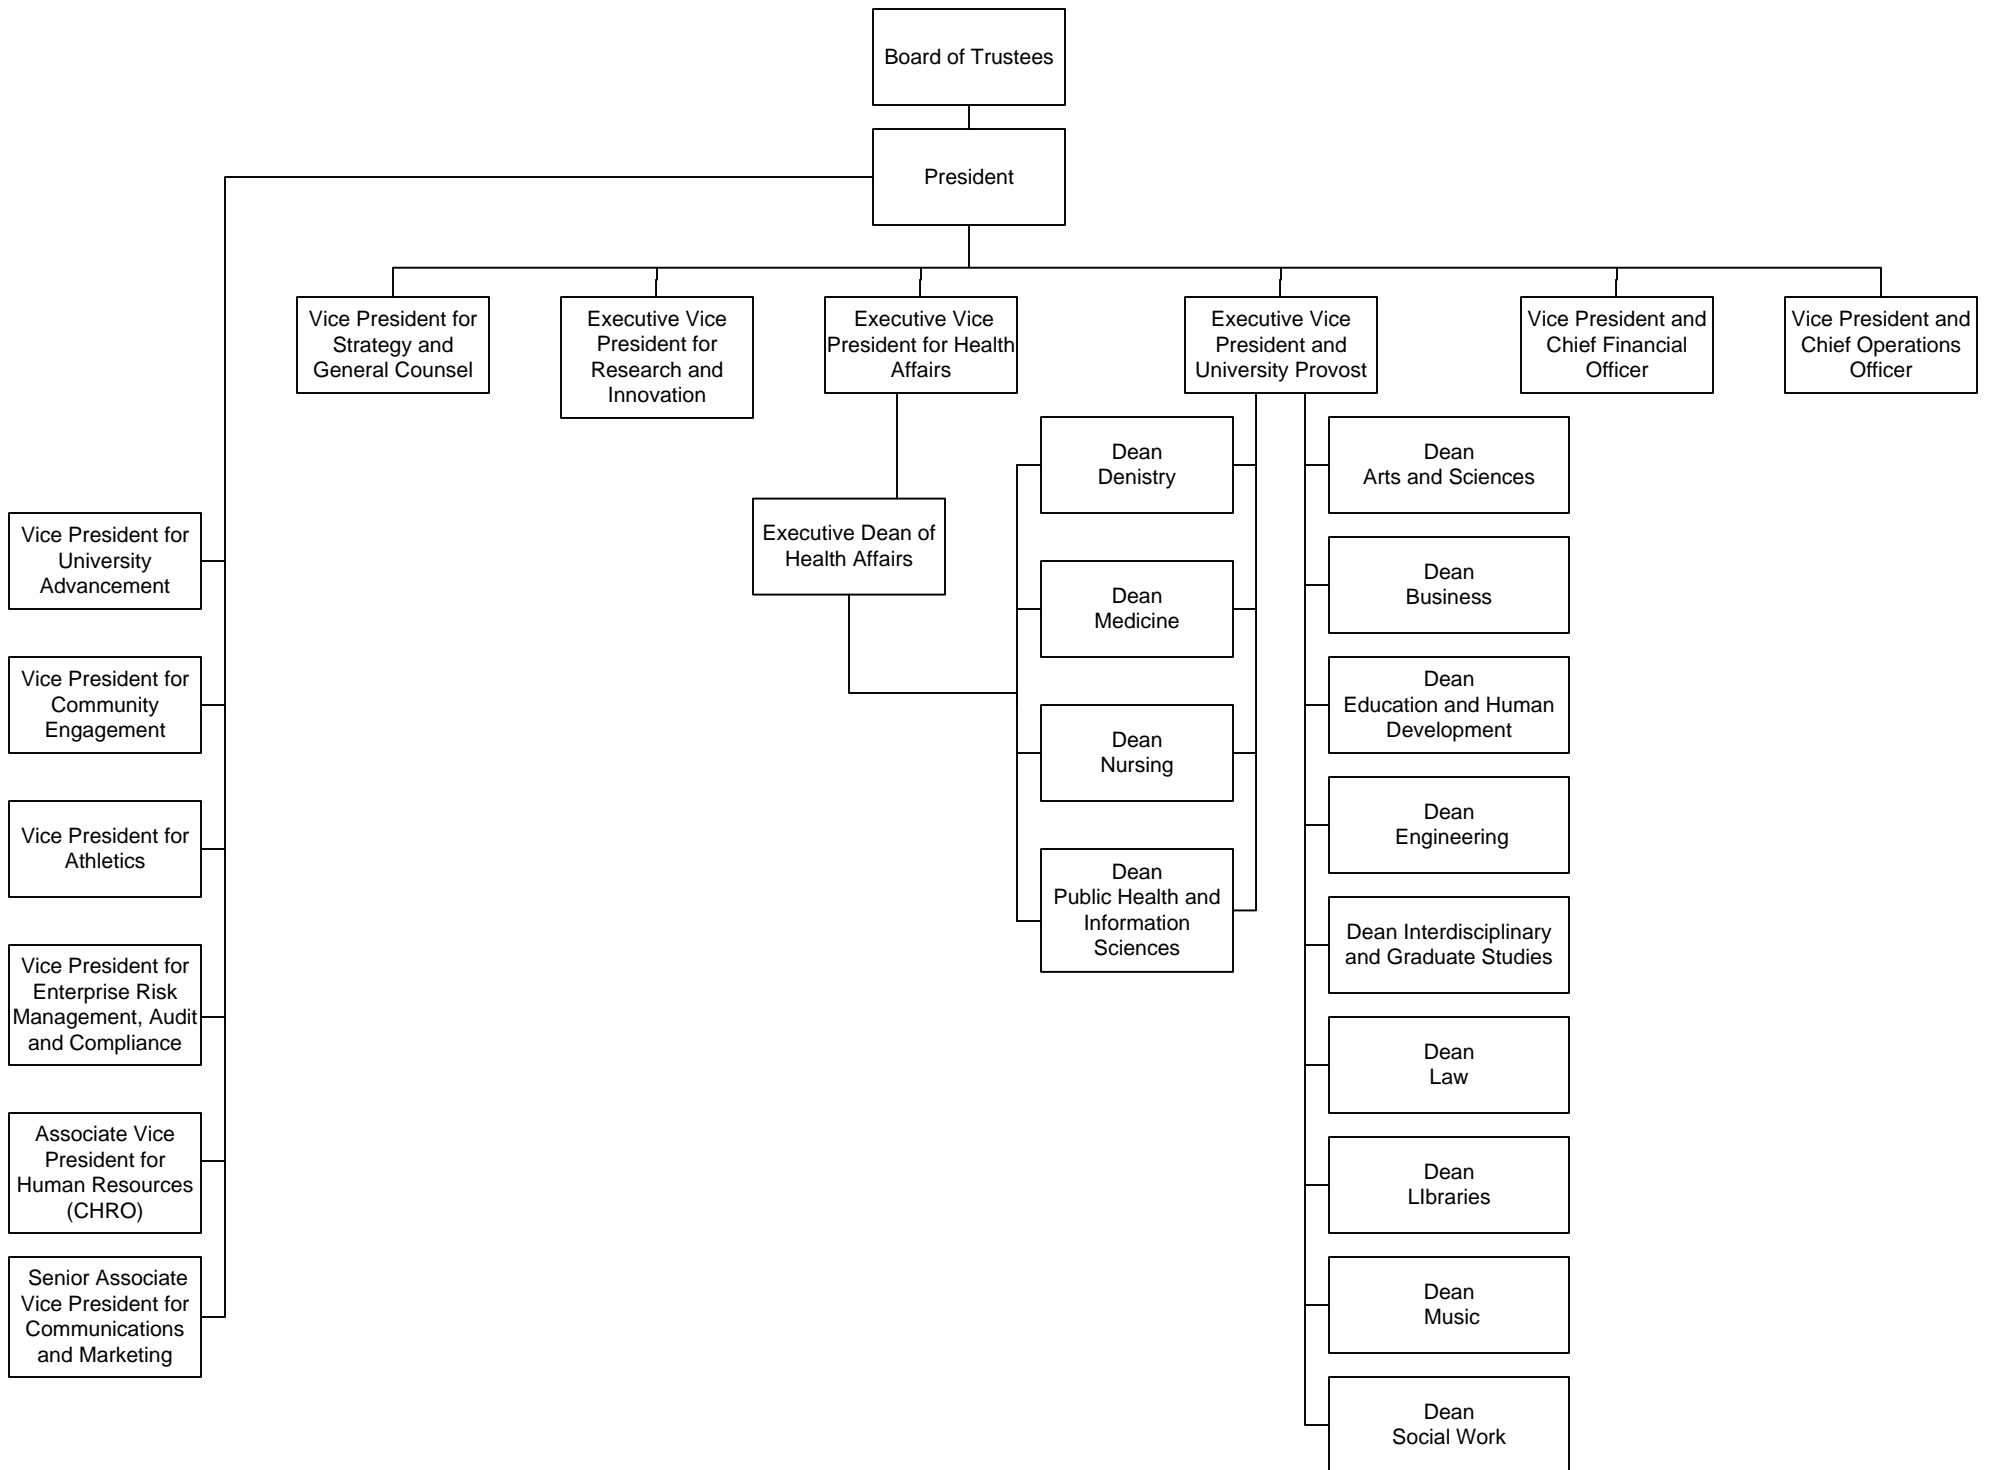 Board of Trustees
President
Vice President for
Strategy and
General Counsel
Executive Vice
President for
Research and
Innovation
Executive Vice
President for Health
Affairs
Executive Vice
President and
University Provost
Vice President and
Chief Financial
Officer
Vice President and
Chief Operations
Officer
Executive Dean of
Health Affairs
Dean
Denistry
Dean
Medicine
Dean
Nursing
Dean
Public Health and
Information
Sciences
Dean
Arts and Sciences
Dean
Business
Dean
Education and Human
Development
Dean
Engineering
Dean Interdisciplinary
and Graduate Studies
Dean
Law
Dean
LIbraries
Dean
Music
Dean
Social Work
Vice President for
University
Advancement
Vice President for
Community
Engagement
Vice President for
Athletics
Vice President for
Enterprise Risk
Management, Audit
and Compliance
Associate Vice
President for
Human Resources
(CHRO)
Senior Associate
Vice President for
Communications
and Marketing